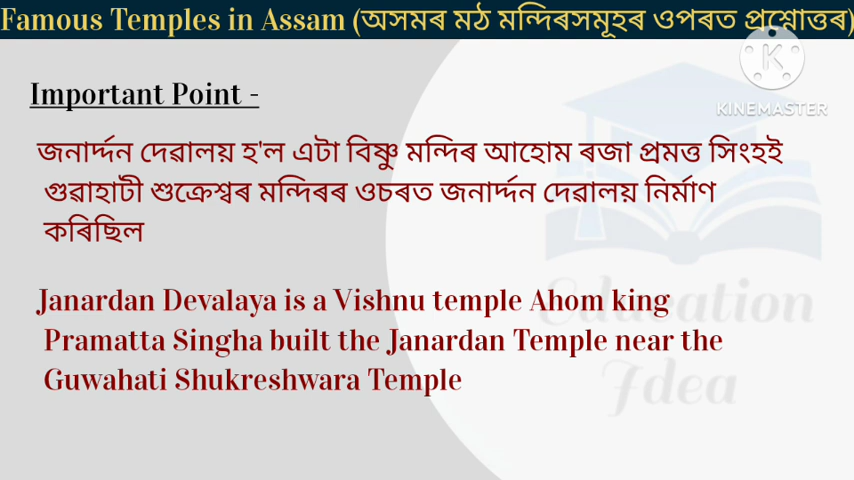 Famous Temples in Assam (অসমৰ মঠ মন্দিৰসমূহৰ ওপৰত প্ৰশ্নোত্তৰ)
KINEMASTER
Important Point -
জনাৰ্দ্দন দেৱালয় হ'ল এটা বিষ্ণু মন্দিৰ আহোম ৰজা প্ৰমত্ত সিংহই
গুৱাহাটী শুক্ৰেশ্বৰ মন্দিৰৰ ওচৰত জনাৰ্দ্দন দেৱালয় নিৰ্মাণ
কৰিছিল
Janardan Devalaya is a Vishnu temple Ahom king
Pramatta Singha built the Janardan Temple near the
Guwahati Shukreshwara Temple
Education
Idea